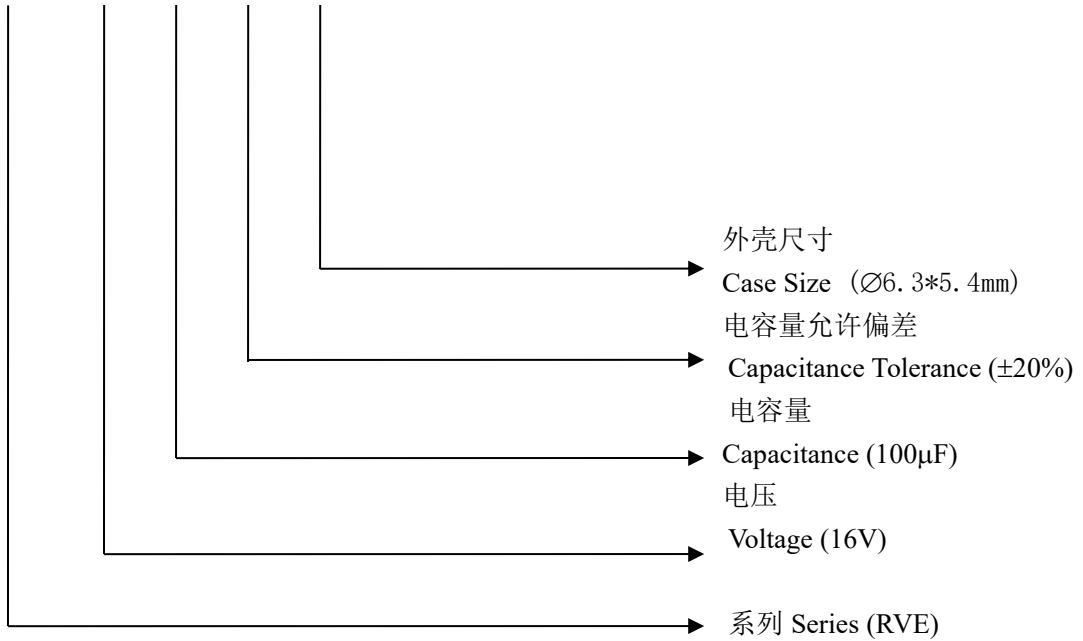 外壳尺寸
Case Size (∅6.3*5.4mm)
电容量允许偏差
Capacitance Tolerance (±20%)
电容量
Capacitance (100μF)
电压
Voltage (16V)
系列 Series (RVE)